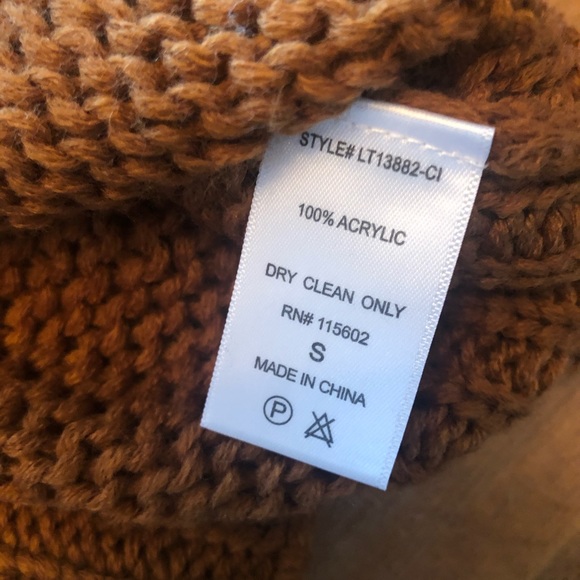 STYLE# LT13882-CI
100% ACRYLIC
DRY CLEAN ONLY
RN# 115602
S
MADE IN CHINA
P